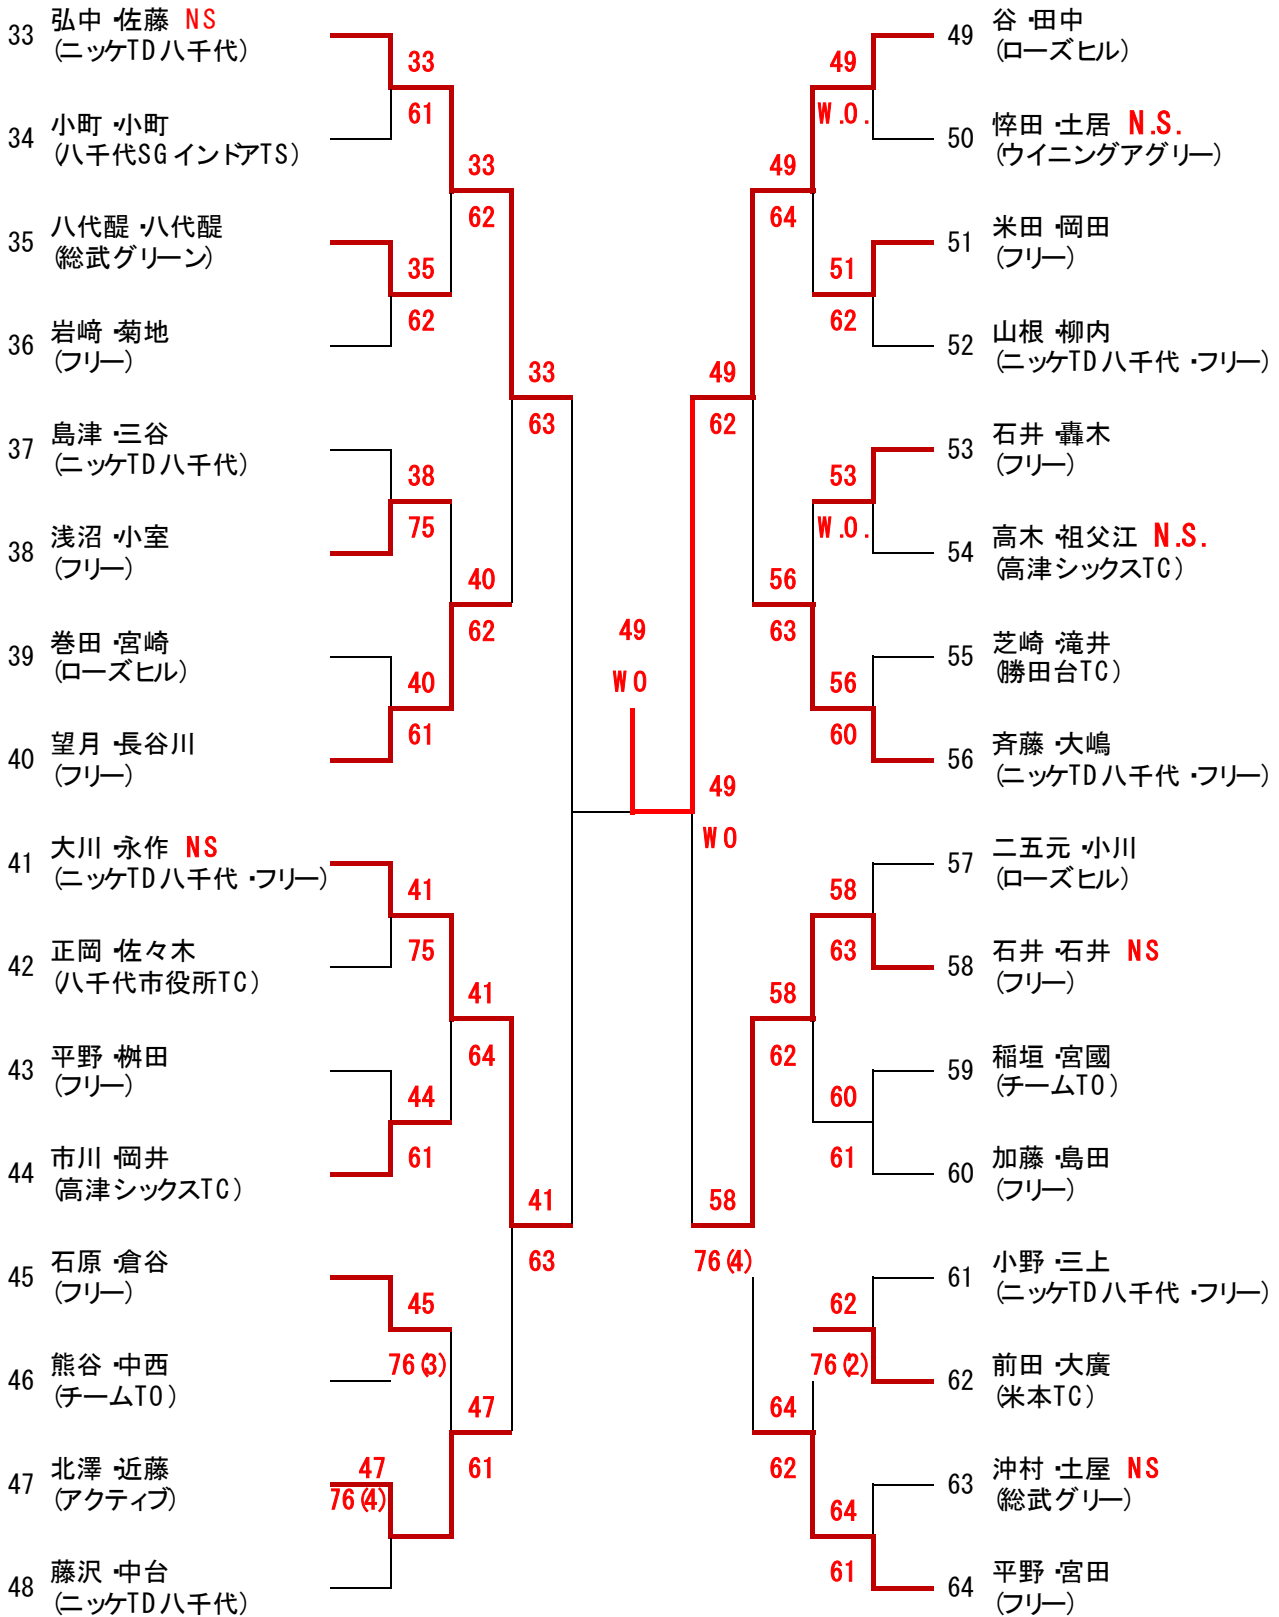 33 弘中・佐藤 NS
(ニッケTD八千代)
34 小町・小町
(八千代SGインドアTS)
35 八代醍・八代醍
(総武グリーン)
36 岩﨑・菊地
(フリー)
37 島津・三谷
(ニッケTD八千代)
38 浅沼・小室
(フリー)
39 巻田・宮崎
(ローズヒル)
40 望月・長谷川
(フリー)
41 大川・永作 NS
(ニッケTD八千代・フリー)
42 正岡・佐々木
(八千代市役所TC)
43 平野・桝田
(フリー)
44 市川・岡井
(高津シックスTC)
45 石原・倉谷
(フリー)
46 熊谷・中西
(チームTO)
47 北澤・近藤
(アクティブ)
48 藤沢・中台
(ニッケTD八千代)
33
61
35
62
38
75
40
61
41
75
44
61
45
76(3)
47
76(4)
33
62
40
62
41
64
47
61
33
63
41
63
49
WO
49
62
49
WO
58
76(4)
49
64
56
63
58
62
64
62
49
W.O.
51
62
53
W.O.
56
60
58
63
60
61
62
76(2)
64
61
49 谷・田中
(ローズヒル)
50 悴田・土居 N.S.
(ウイニングアグリー)
51 米田・岡田
(フリー)
52 山根・柳内
(ニッケTD八千代・フリー)
53 石井・轟木
(フリー)
54 高木・祖父江 N.S.
(高津シックスTC)
55 芝崎・滝井
(勝田台TC)
56 斉藤・大嶋
(ニッケTD八千代・フリー)
57 二五元・小川
(ローズヒル)
58 石井・石井 NS
(フリー)
59 稲垣・宮國
(チームTO)
60 加藤・島田
(フリー)
61 小野・三上
(ニッケTD八千代・フリー)
62 前田・大廣
(米本TC)
63 沖村・土屋 NS
(総武グリー)
64 平野・宮田
(フリー)